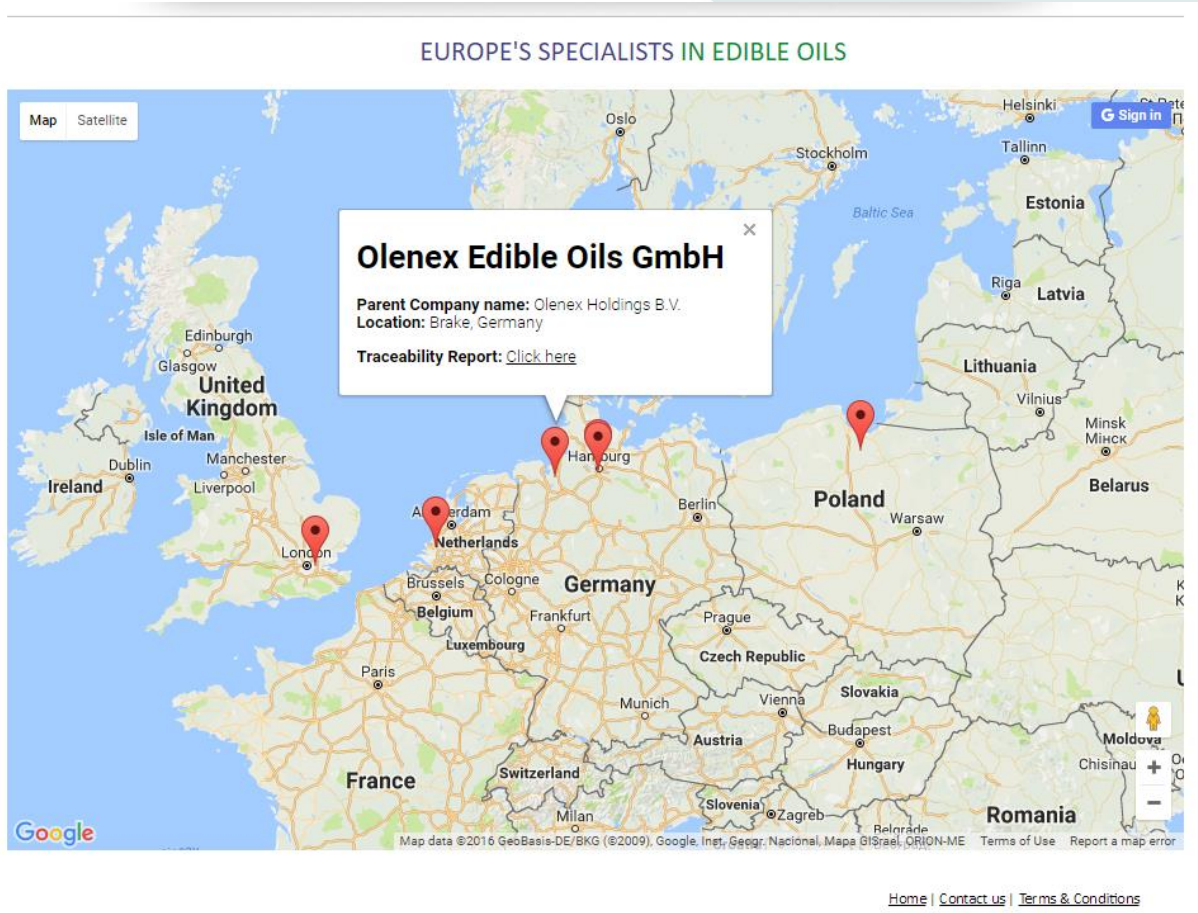 EUROPE'S SPECIALISTS IN EDIBLE OILS
Map Satellite
G Sign in
Helsinki
Oslo
Tallinn
Stockholm
Estonia
Baltic Sea
×
Olenex Edible Oils GmbH
Parent Company name: Olenex Holdings B.V.
Location: Brake, Germany
Traceability Report: Click here
Riga
Latvia
Edinburgh
Glasgow
United
Kingdom
Lithuania
Vilnius
Isle of Man
Minsk
Мінск
Dublin
Manchester
Ireland
Liverpool
Belarus
Berlin
Poland
Warsaw
Netherlands
London
Brussels
Cologne
Germany
Belgium
Frankfurt
Prague
Luxembourg
Czech Republic
Paris
Munich
Vienna
Slovakia
Budapest
Austria
Moldova
Hungary
Chisinau
Switzerland
France
Slovenia
Zagreb
Milan
Romania
Belgrade
Google
Map data ©2016 GeoBasis-DE/BKG (©2009), Google, Inst. Geogr. Nacional, Mapa GISrael, ORION-ME Terms of Use Report a map error
Home | Contact us | Terms & Conditions